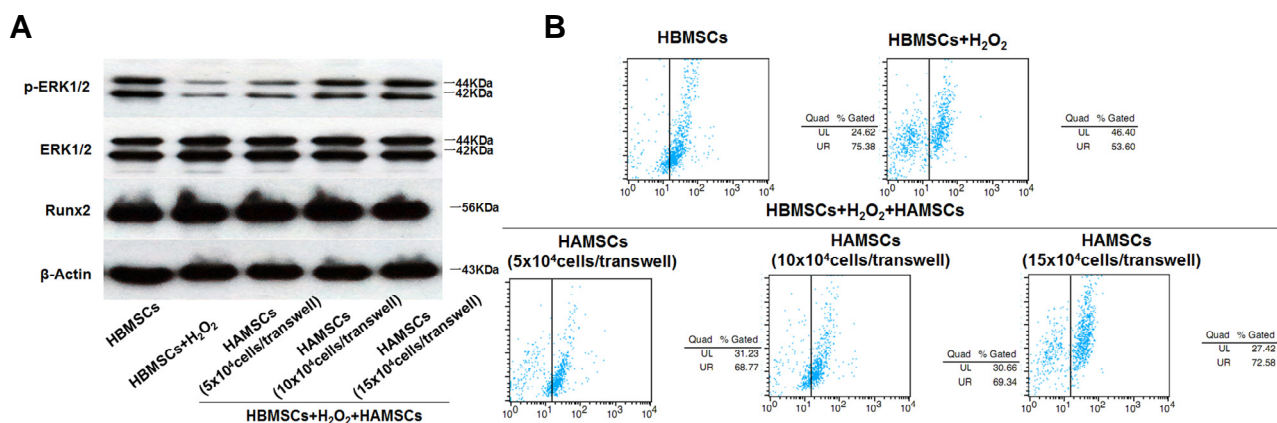 A
p-ERK1/2
44KDa
42KDa
ERK1/2
44KDa
42KDa
Runx2
56KDa
β-Actin
43KDa
HBMSCs
HBMSCs+H₂O₂
HAMSCs
(5x10⁴cells/transwell)
HAMSCs
(10x10⁴cells/transwell)
HAMSCs
(15x10⁴cells/transwell)
HBMSCs+H₂O₂+HAMSCs
B
HBMSCs
10⁰ 10¹ 10² 10³ 10⁴
Quad % Gated
UL 24.62
UR 75.38
HBMSCs+H₂O₂
10⁰ 10¹ 10² 10³ 10⁴
Quad % Gated
UL 46.40
UR 53.60
HBMSCs+H₂O₂+HAMSCs
HAMSCs
(5x10⁴cells/transwell)
10⁰ 10¹ 10² 10³ 10⁴
Quad % Gated
UL 31.23
UR 68.77
HAMSCs
(10x10⁴cells/transwell)
10⁰ 10¹ 10² 10³ 10⁴
Quad % Gated
UL 30.66
UR 69.34
HAMSCs
(15x10⁴cells/transwell)
10⁰ 10¹ 10² 10³ 10⁴
Quad % Gated
UL 27.42
UR 72.58